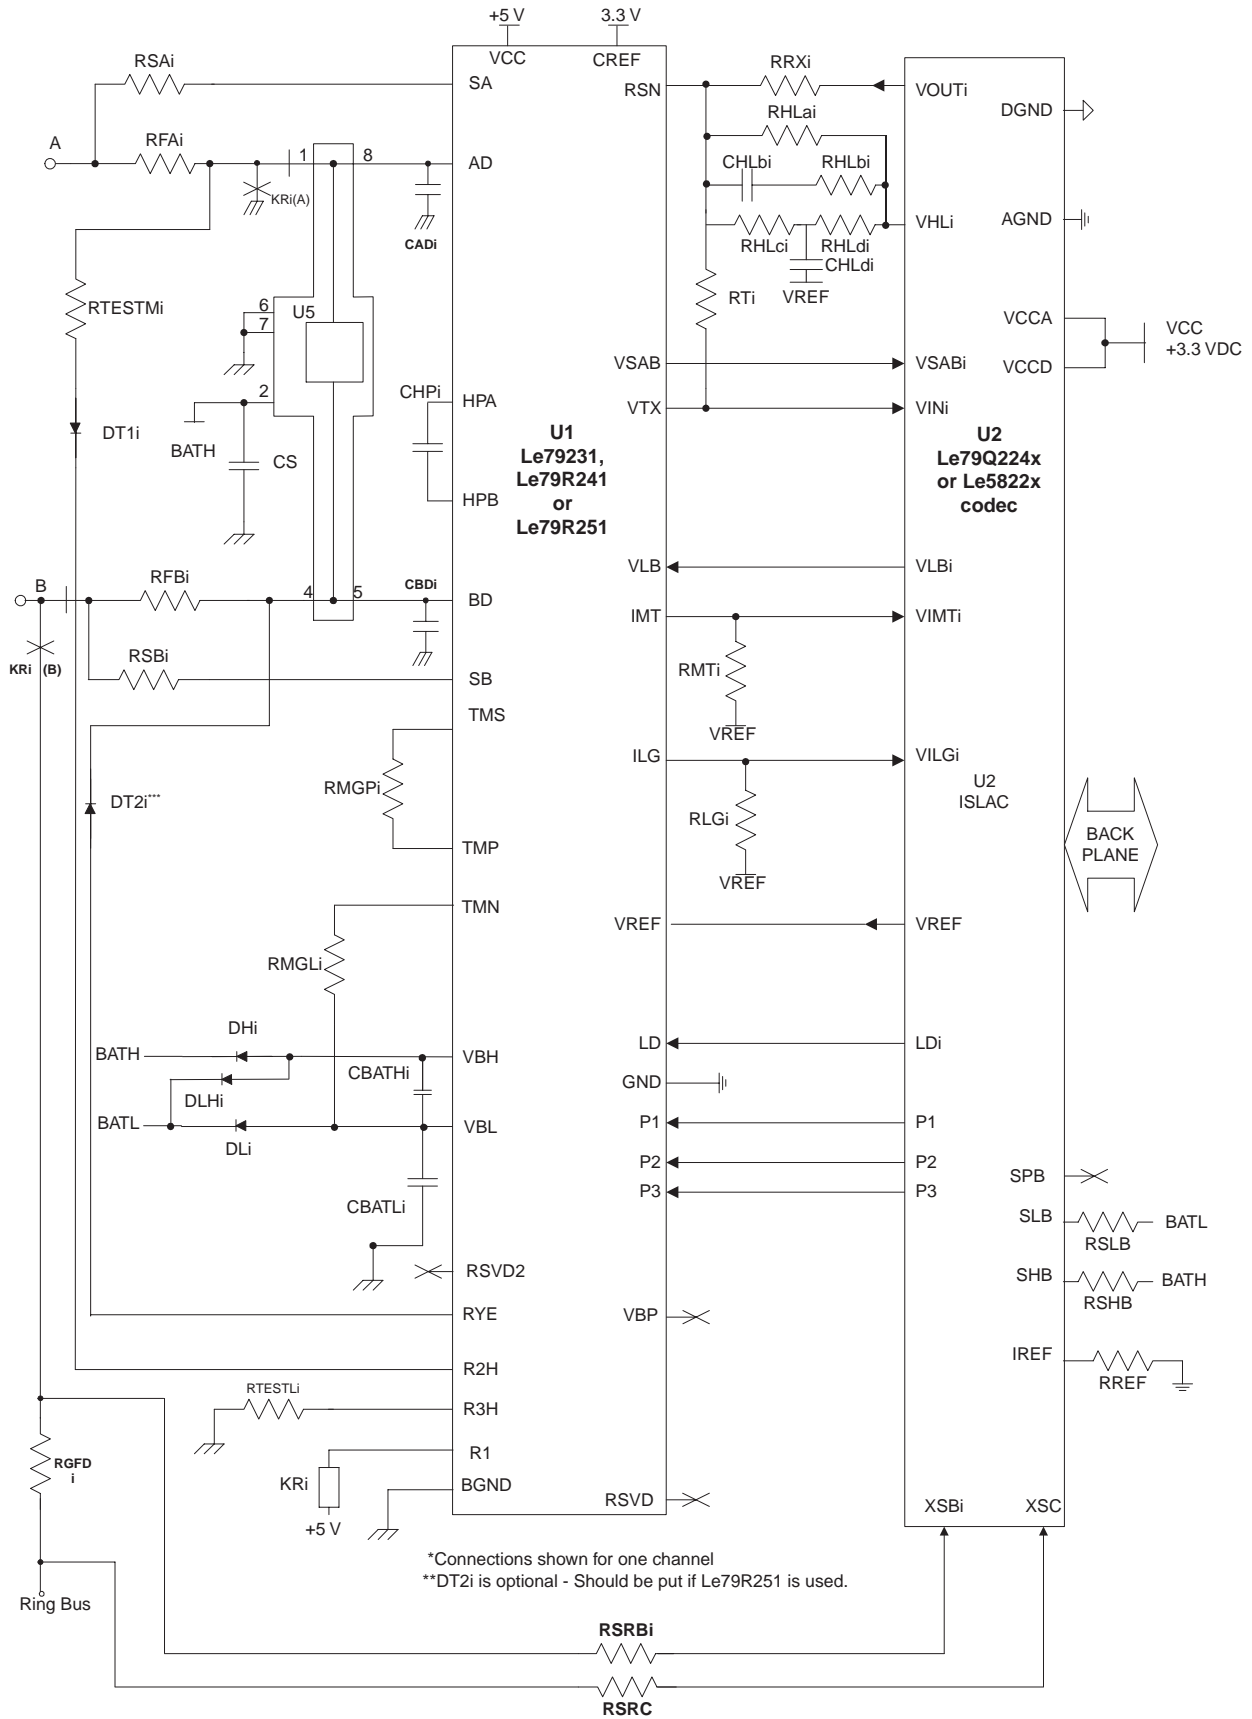 +5 V
3.3 V
VCC
CREF
RSAi
SA
RSN
RRXi
VOUTi
DGND
A
RFAi
1
8
AD
KRi(A)
CADi
RHLai
CHLbi
RHLbi
VHLi
AGND
RHLci
RHLdi
CHLdi
VREF
RTi
RTESTMi
6
7
U5
2
VCCA
VCCD
VCC
+3.3 VDC
VSAB
VSABi
CHPi
HPA
VTX
VINi
DT1i
BATH
CS
HPB
U1
Le79231,
Le79R241
or
Le79R251
U2
Le79Q224x
or Le5822x
codec
VLB
VLBi
B
RFBi
4
5
CBDi
BD
IMT
VIMTi
KRi (B)
RSBi
SB
RMTi
VREF
TMS
RMGPi
ILG
VILGi
U2
ISLAC
DT2i***
RLGi
VREF
TMP
BACK
PLANE
TMN
VREF
VREF
RMGLi
DHi
BATH
VBH
CBATHi
DLHi
BATL
VBL
DLi
CBATLi
LD
LDi
GND
P1
P1
P2
P2
P3
P3
SPB
SLB
RSLB
BATL
SHB
RSHB
BATH
RSVD2
RYE
VBP
IREF
RREF
R2H
RTESTLi
R3H
R1
RGFD
i
KRi
+5 V
BGND
RSVD
XSBi
XSC
*Connections shown for one channel
**DT2i is optional - Should be put if Le79R251 is used.
Ring Bus
RSRBi
RSRC